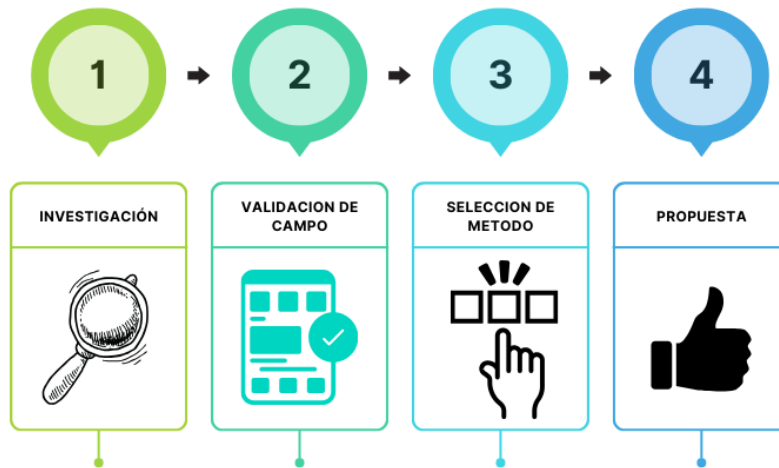 1
2
3
4
INVESTIGACIÓN
VALIDACION DE
CAMPO
SELECCION DE
METODO
PROPUESTA